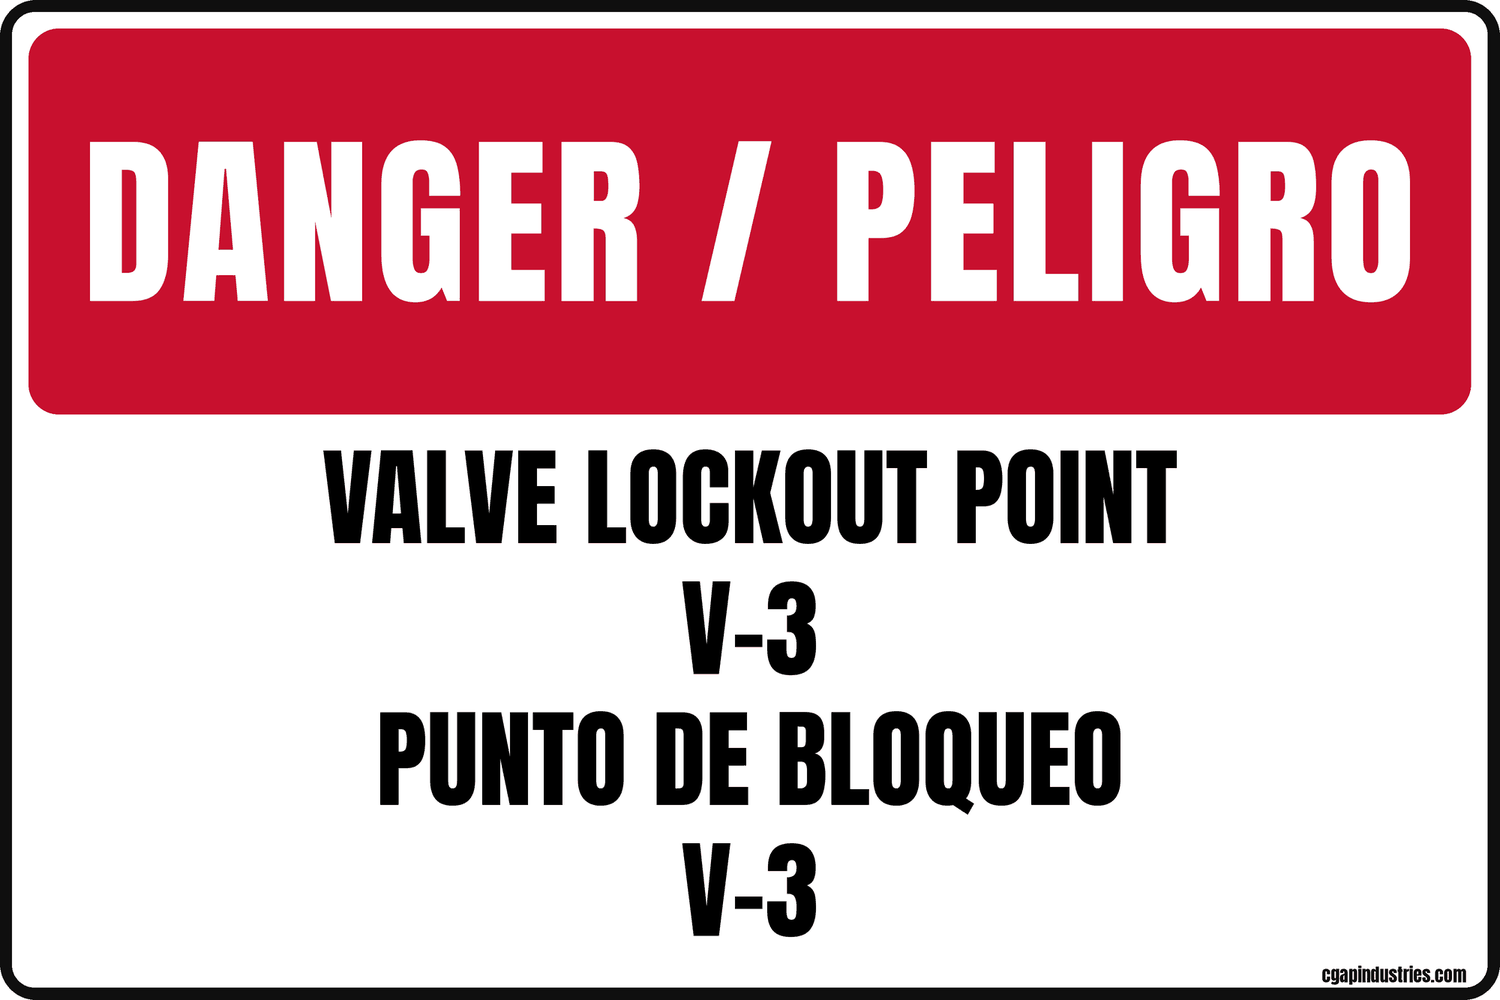 DANGER / PELIGRO
VALVE LOCKOUT POINT
V-3
PUNTO DE BLOQUEO
V-3
cgapindustries.com